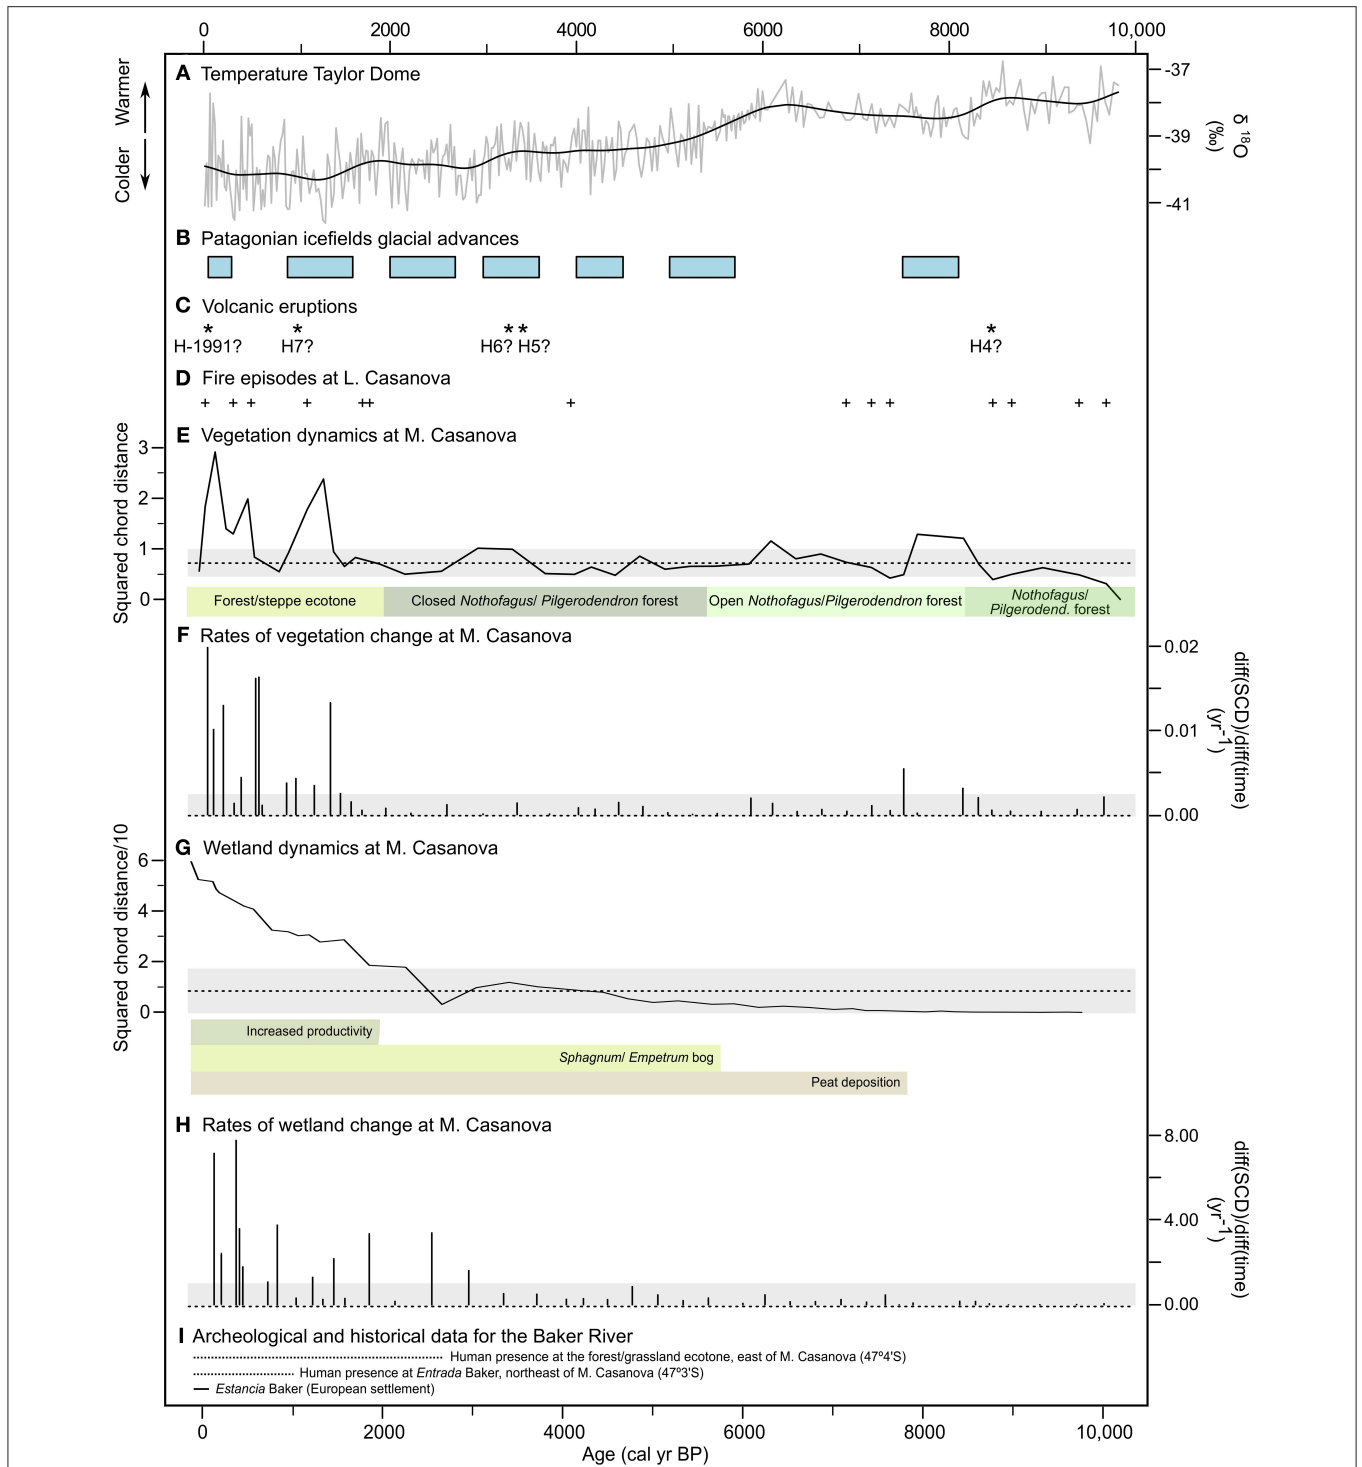 0 2000 4000 6000 8000 10,000
A Temperature Taylor Dome
Warmer
Colder
-37
-39
-41
δ 18O
(‰)
B Patagonian icefields glacial advances
C Volcanic eruptions
* * * * *
H-1991? H7? H6? H5? H4?
D Fire episodes at L. Casanova
+ + + + ++ + + + + + + + +
E Vegetation dynamics at M. Casanova
Squared chord distance
3
2
1
0
Forest/steppe ecotone
Closed Nothofagus/ Pilgerodendron forest
Open Nothofagus/Pilgerodendron forest
Nothofagus/
Pilgerodend. forest
F Rates of vegetation change at M. Casanova
0.02
0.01
0.00
diff(SCD)/diff(time)
(yr-1)
G Wetland dynamics at M. Casanova
Squared chord distance/10
6
4
2
0
Increased productivity
Sphagnum/ Empetrum bog
Peat deposition
H Rates of wetland change at M. Casanova
8.00
4.00
0.00
diff(SCD)/diff(time)
(yr-1)
I Archeological and historical data for the Baker River
Human presence at the forest/grassland ecotone, east of M. Casanova (47º4'S)
Human presence at Entrada Baker, northeast of M. Casanova (47º3'S)
Estancia Baker (European settlement)
0 2000 4000 6000 8000 10,000
Age (cal yr BP)